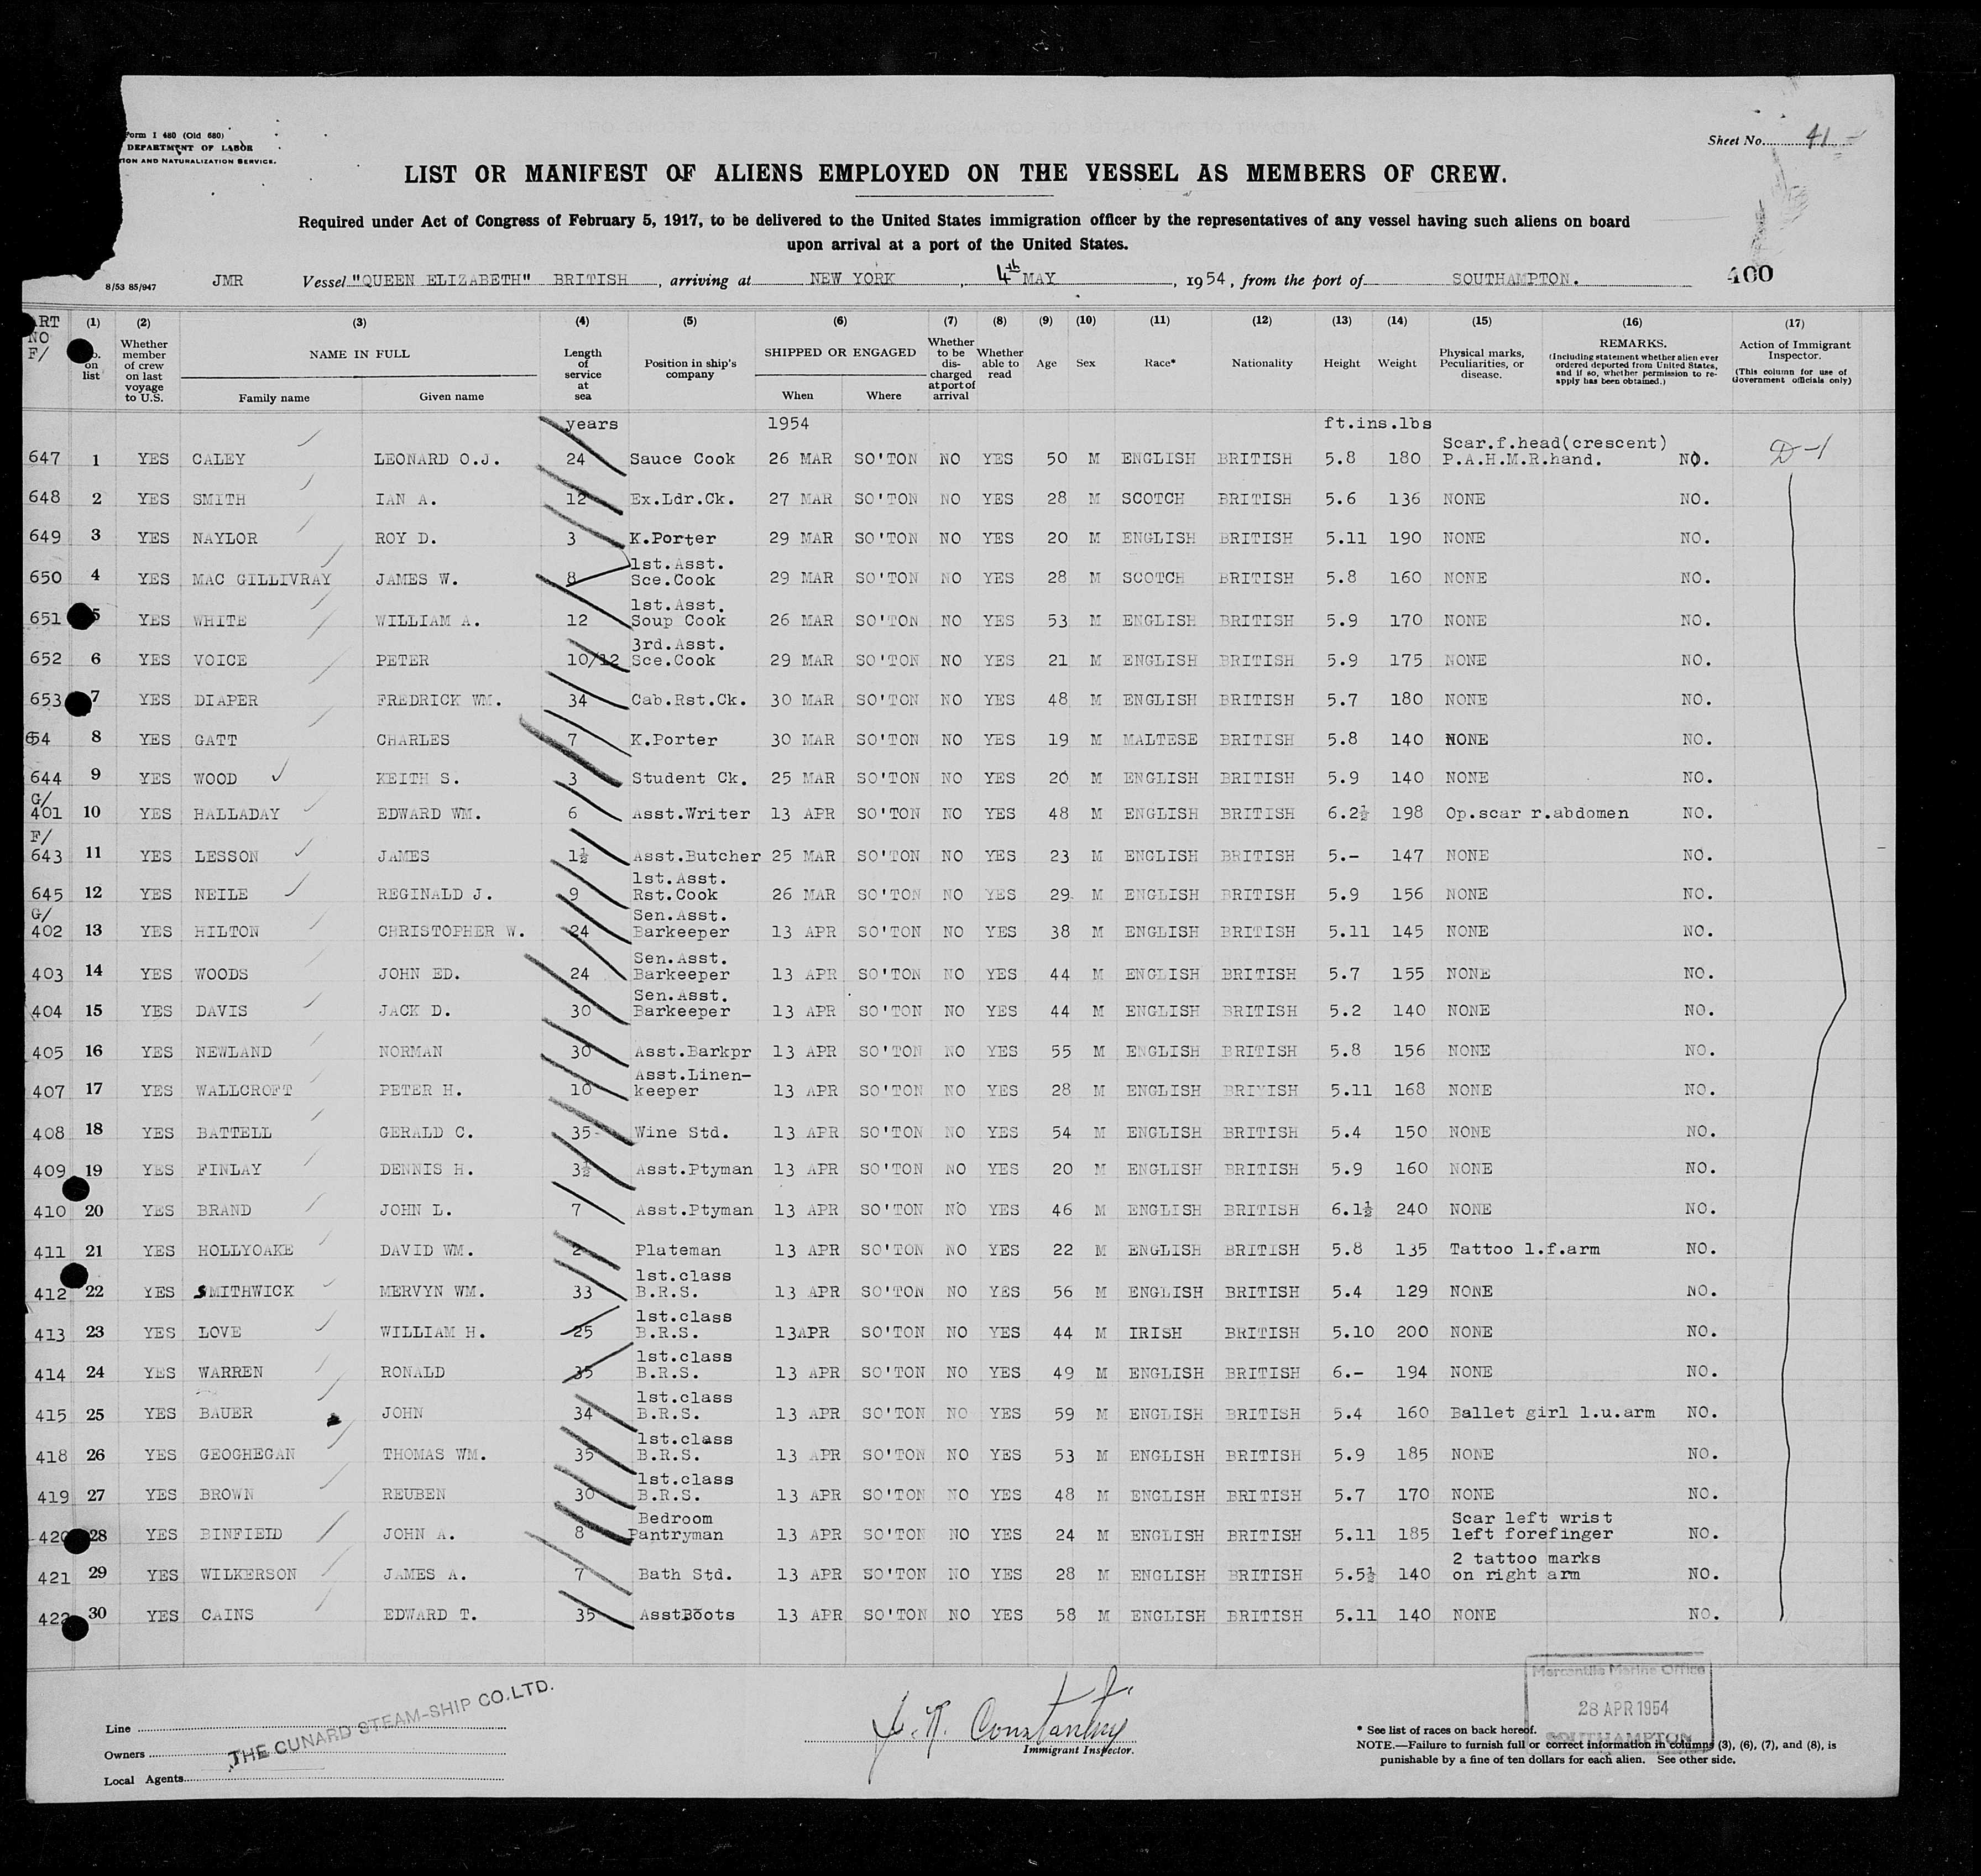 Form I 480 (Old 680)
DEPARTMENT OF LABOR
ION AND NATURALIZATION SERVICE.
Sheet No. 41
LIST OR MANIFEST OF ALIENS EMPLOYED ON THE VESSEL AS MEMBERS OF CREW.
Required under Act of Congress of February 5, 1917, to be delivered to the United States immigration officer by the representatives of any vessel having such aliens on board
upon arrival at a port of the United States.
8/53 85/947 JMR Vessel "QUEEN ELIZABETH" BRITISH, arriving at NEW YORK, 4th MAY, 1954, from the port of SOUTHAMPTON. 400
ART NO F/ (1) No. on list (2) Whether member of crew on last voyage to U.S. (3) NAME IN FULL Family name Given name (4) Length of service at sea (5) Position in ship's company (6) SHIPPED OR ENGAGED When Where (7) Whether to be discharged at port of arrival (8) Whether able to read (9) Age (10) Sex (11) Race* (12) Nationality (13) Height (14) Weight (15) Physical marks, Peculiarities, or disease. (16) REMARKS. (Including statement whether alien ever ordered deported from United States, and if so, whether permission to re-apply has been obtained.) (17) Action of Immigrant Inspector. (This column for use of Government officials only)
years 1954 ft.ins.lbs
647 1 YES CALEY LEONARD O.J. 24 Sauce Cook 26 MAR SO'TON NO YES 50 M ENGLISH BRITISH 5.8 180 Scar.f.head(crescent) P.A.H.M.R.hand. NO. D-1
648 2 YES SMITH IAN A. 12 Ex.Ldr.Ck. 27 MAR SO'TON NO YES 28 M SCOTCH BRITISH 5.6 136 NONE NO.
649 3 YES NAYLOR ROY D. 3 K.Porter 29 MAR SO'TON NO YES 20 M ENGLISH BRITISH 5.11 190 NONE NO.
650 4 YES MAC GILLIVRAY JAMES W. 8 1st.Asst. Sce.Cook 29 MAR SO'TON NO YES 28 M SCOTCH BRITISH 5.8 160 NONE NO.
651 5 YES WHITE WILLIAM A. 12 1st.Asst. Soup Cook 26 MAR SO'TON NO YES 53 M ENGLISH BRITISH 5.9 170 NONE NO.
652 6 YES VOICE PETER 10/12 3rd.Asst. Sce.Cook 29 MAR SO'TON NO YES 21 M ENGLISH BRITISH 5.9 175 NONE NO.
653 7 YES DIAPER FREDRICK WM. 34 Cab.Rst.Ck. 30 MAR SO'TON NO YES 48 M ENGLISH BRITISH 5.7 180 NONE NO.
654 8 YES GATT CHARLES 7 K.Porter 30 MAR SO'TON NO YES 19 M MALTESE BRITISH 5.8 140 NONE NO.
644 9 YES WOOD KEITH S. 3 Student Ck. 25 MAR SO'TON NO YES 20 M ENGLISH BRITISH 5.9 140 NONE NO.
G/ 401 10 YES HALLADAY EDWARD WM. 6 Asst.Writer 13 APR SO'TON NO YES 48 M ENGLISH BRITISH 6.2½ 198 Op.scar r.abdomen NO.
F/ 643 11 YES LESSON JAMES 1½ Asst.Butcher 25 MAR SO'TON NO YES 23 M ENGLISH BRITISH 5.- 147 NONE NO.
645 12 YES NEILE REGINALD J. 9 1st.Asst. Rst.Cook 26 MAR SO'TON NO YES 29 M ENGLISH BRITISH 5.9 156 NONE NO.
G/ 402 13 YES HILTON CHRISTOPHER W. 24 Sen.Asst. Barkeeper 13 APR SO'TON NO YES 38 M ENGLISH BRITISH 5.11 145 NONE NO.
403 14 YES WOODS JOHN ED. 24 Sen.Asst. Barkeeper 13 APR SO'TON NO YES 44 M ENGLISH BRITISH 5.7 155 NONE NO.
404 15 YES DAVIS JACK D. 30 Sen.Asst. Barkeeper 13 APR SO'TON NO YES 44 M ENGLISH BRITISH 5.2 140 NONE NO.
405 16 YES NEWLAND NORMAN 30 Asst.Barkpr 13 APR SO'TON NO YES 55 M ENGLISH BRITISH 5.8 156 NONE NO.
407 17 YES WALLCROFT PETER H. 10 Asst.Linen- keeper 13 APR SO'TON NO YES 28 M ENGLISH BRITISH 5.11 168 NONE NO.
408 18 YES BATTELL GERALD C. 35 Wine Std. 13 APR SO'TON NO YES 54 M ENGLISH BRITISH 5.4 150 NONE NO.
409 19 YES FINLAY DENNIS H. 3½ Asst.Ptyman 13 APR SO'TON NO YES 20 M ENGLISH BRITISH 5.9 160 NONE NO.
410 20 YES BRAND JOHN L. 7 Asst.Ptyman 13 APR SO'TON NO YES 46 M ENGLISH BRITISH 6.1½ 240 NONE NO.
411 21 YES HOLLYOAKE DAVID WM. 2 Plateman 13 APR SO'TON NO YES 22 M ENGLISH BRITISH 5.8 135 Tattoo l.f.arm NO.
412 22 YES SMITHWICK MERVYN WM. 33 1st.class B.R.S. 13 APR SO'TON NO YES 56 M ENGLISH BRITISH 5.4 129 NONE NO.
413 23 YES LOVE WILLIAM H. 25 1st.class B.R.S. 13APR SO'TON NO YES 44 M IRISH BRITISH 5.10 200 NONE NO.
414 24 YES WARREN RONALD 35 1st.class B.R.S. 13 APR SO'TON NO YES 49 M ENGLISH BRITISH 6.- 194 NONE NO.
415 25 YES BAUER JOHN 34 1st.class B.R.S. 13 APR SO'TON NO YES 59 M ENGLISH BRITISH 5.4 160 Ballet girl l.u.arm NO.
418 26 YES GEOGHEGAN THOMAS WM. 35 1st.class B.R.S. 13 APR SO'TON NO YES 53 M ENGLISH BRITISH 5.9 185 NONE NO.
419 27 YES BROWN REUBEN 30 1st.class B.R.S. 13 APR SO'TON NO YES 48 M ENGLISH BRITISH 5.7 170 NONE NO.
420 28 YES BINFIELD JOHN A. 8 Bedroom Pantryman 13 APR SO'TON NO YES 24 M ENGLISH BRITISH 5.11 185 Scar left wrist left forefinger NO.
421 29 YES WILKERSON JAMES A. 7 Bath Std. 13 APR SO'TON NO YES 28 M ENGLISH BRITISH 5.5½ 140 2 tattoo marks on right arm NO.
422 30 YES CAINS EDWARD T. 35 AsstBoots 13 APR SO'TON NO YES 58 M ENGLISH BRITISH 5.11 140 NONE NO.
Line
Owners
Local Agents
THE CUNARD STEAM-SHIP CO.LTD.
Immigrant Inspector.
Mercantile Marine Office
28 APR 1954
SOUTHAMPTON
* See list of races on back hereof.
NOTE.—Failure to furnish full or correct information in columns (3), (6), (7), and (8), is
punishable by a fine of ten dollars for each alien. See other side.